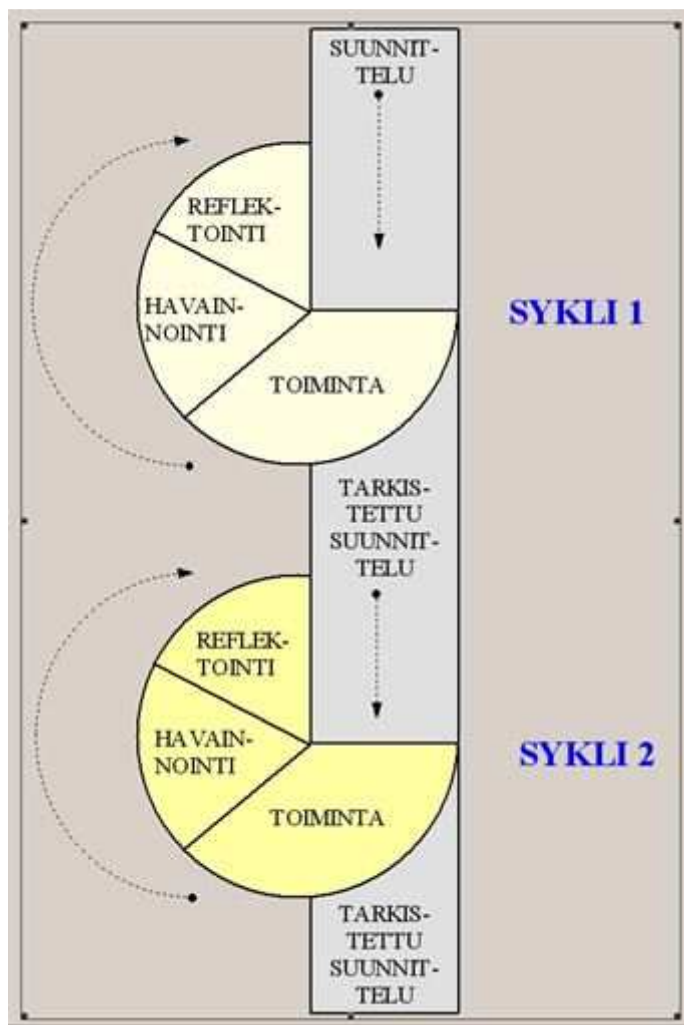 SUUNNIT-
TELU
REFLEK-
TOINTI
HAVAIN-
NOINTI
SYKLI 1
TOIMINTA
TARKIS-
TETTU
SUUNNIT-
TELU
REFLEK-
TOINTI
HAVAIN-
NOINTI
SYKLI 2
TOIMINTA
TARKIS-
TETTU
SUUNNIT-
TELU